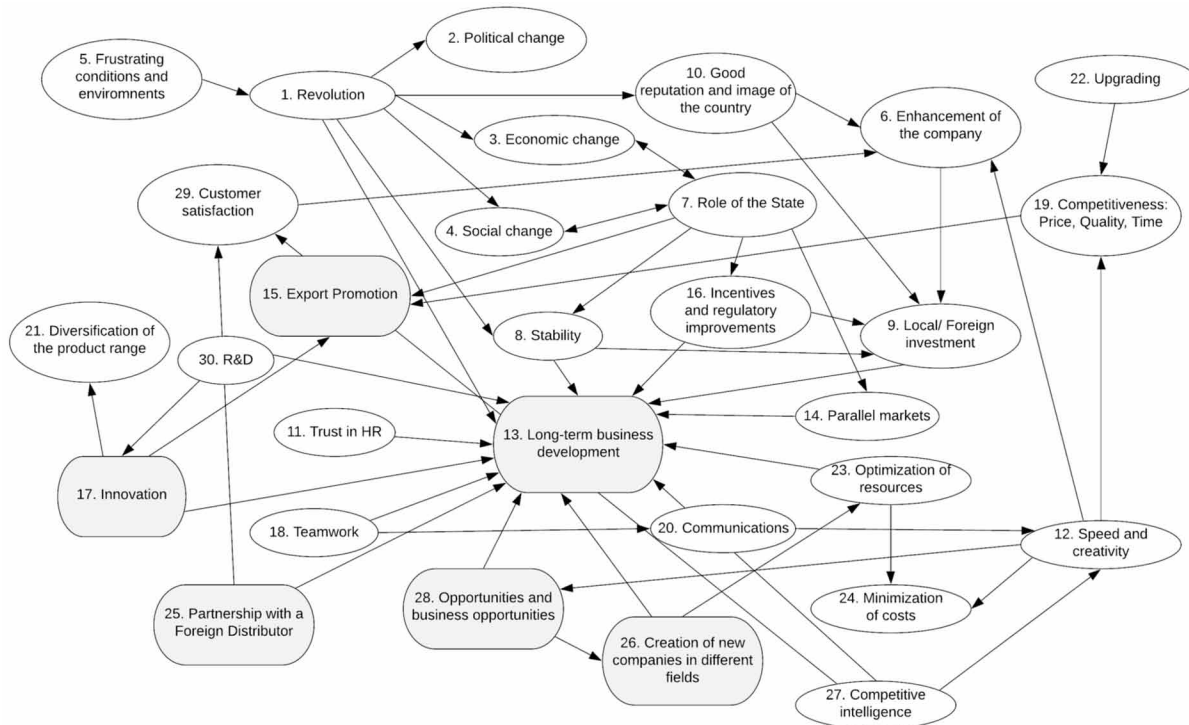 2. Political change
5. Frustrating
conditions and
enviromnents
1. Revolution
10. Good
reputation and image of
the country
22. Upgrading
6. Enhancement of
the company
3. Economic change
29. Customer
satisfaction
7. Role of the State
19. Competitiveness:
Price, Quality, Time
4. Social change
15. Export Promotion
16. Incentives
and regulatory
improvements
21. Diversification of
the product range
8. Stability
9. Local/ Foreign
investment
30. R&D
14. Parallel markets
11. Trust in HR
13. Long-term business
development
23. Optimization of
resources
17. Innovation
18. Teamwork
20. Communications
12. Speed and
creativity
28. Opportunities and
business opportunities
24. Minimization
of costs
25. Partnership with a
Foreign Distributor
26. Creation of new
companies in different
fields
27. Competitive
intelligence